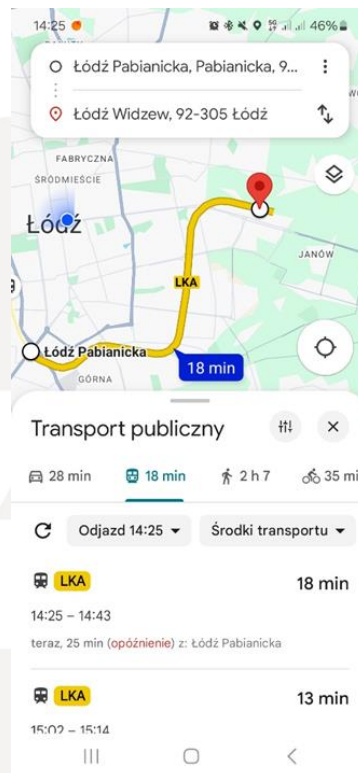 14:25
46%
Łódź Pabianicka, Pabianicka, 9...
Łódź Widzew, 92-305 Łódź
FABRYCZNA
ŚRÓDMIEŚCIE
Łódź
JANÓW
LKA
Łódź Pabianicka
18 min
GÓRNA
Transport publiczny
28 min
18 min
2 h 7
35 mi
Odjazd 14:25
Środki transportu
LKA
18 min
14:25 – 14:43
teraz, 25 min (opóźnienie) z: Łódź Pabianicka
LKA
13 min
15:02 – 15:14